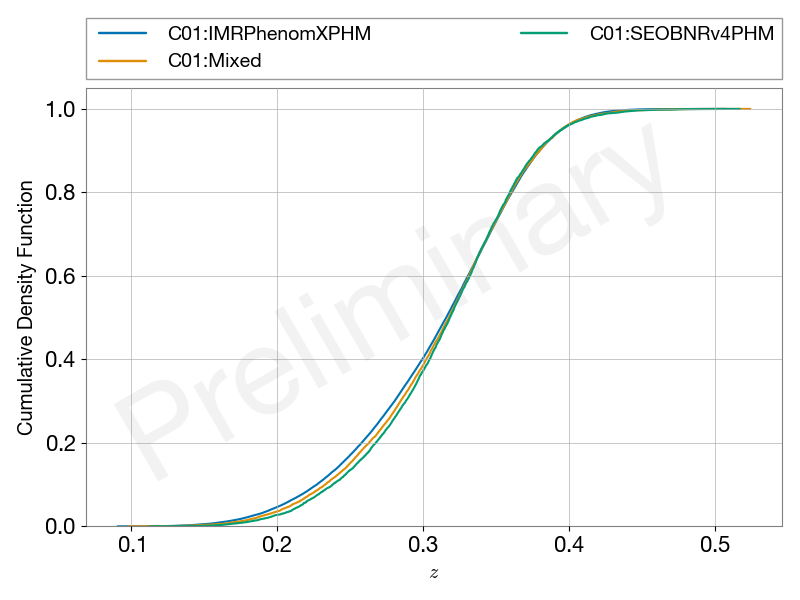 C01:IMRPhenomXPHM
C01:Mixed
C01:SEOBNRv4PHM
Cumulative Density Function
1.0
0.8
0.6
0.4
0.2
0.0
0.1
0.2
0.3
0.4
0.5
z
Preliminary